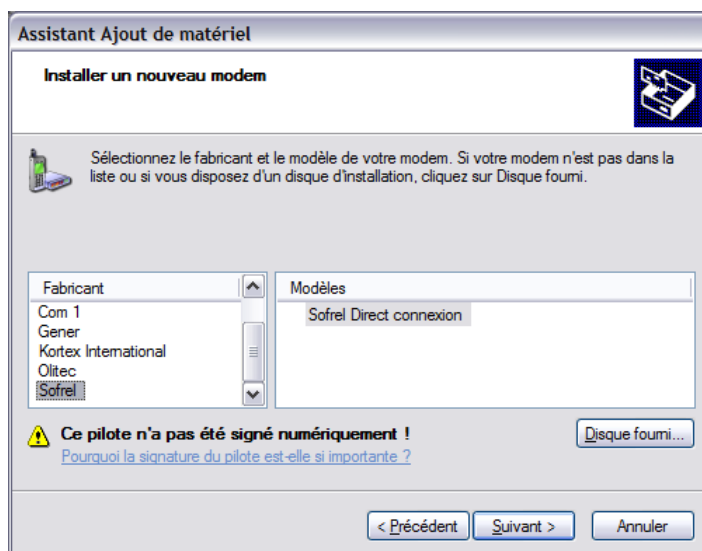 Assistant Ajout de matériel
Installer un nouveau modem
Sélectionnez le fabricant et le modèle de votre modem. Si votre modem n'est pas dans la
liste ou si vous disposez d'un disque d'installation, cliquez sur Disque fourni.
Fabricant
Com 1
Gener
Kortex International
Olitec
Sofrel
Modèles
Sofrel Direct connexion
Ce pilote n'a pas été signé numériquement !
Disque fourni...
Pourquoi la signature du pilote est-elle si importante ?
< Précédent
Suivant >
Annuler